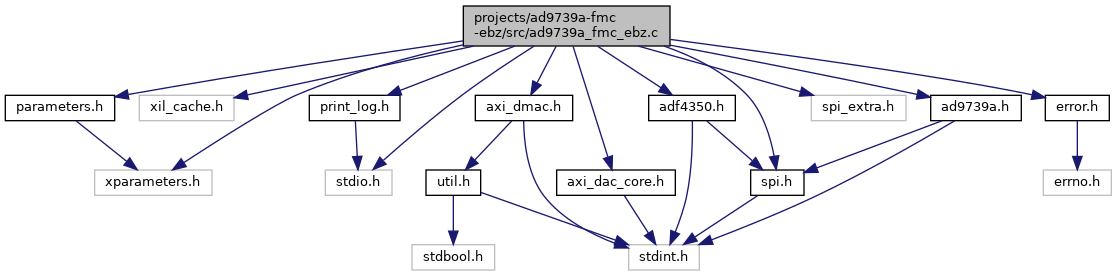 projects/ad9739a-fmc
-ebz/src/ad9739a_fmc_ebz.c
parameters.h
xil_cache.h
print_log.h
axi_dmac.h
adf4350.h
spi_extra.h
ad9739a.h
error.h
xparameters.h
stdio.h
util.h
axi_dac_core.h
spi.h
errno.h
stdbool.h
stdint.h